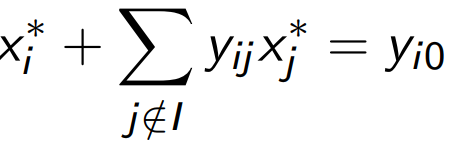 x_i^* + \sum_{j \notin I} y_{ij} x_j^* = y_{i0}